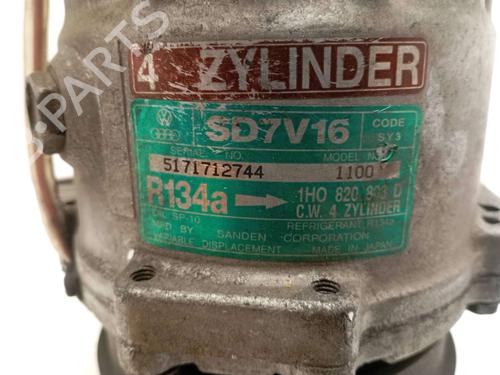 4 ZYLINDER
SD7V16
CODE
SY3
SERIAL NO.
MODEL NO.
5171712744
1100
R134a
1H0 820 803 D
C.W. 4 ZYLINDER
OIL SP-10
REFRIGERANT R134a
MFD BY SANDEN CORPORATION
VARIABLE DISPLACEMENT
MADE IN JAPAN
B-PARTS